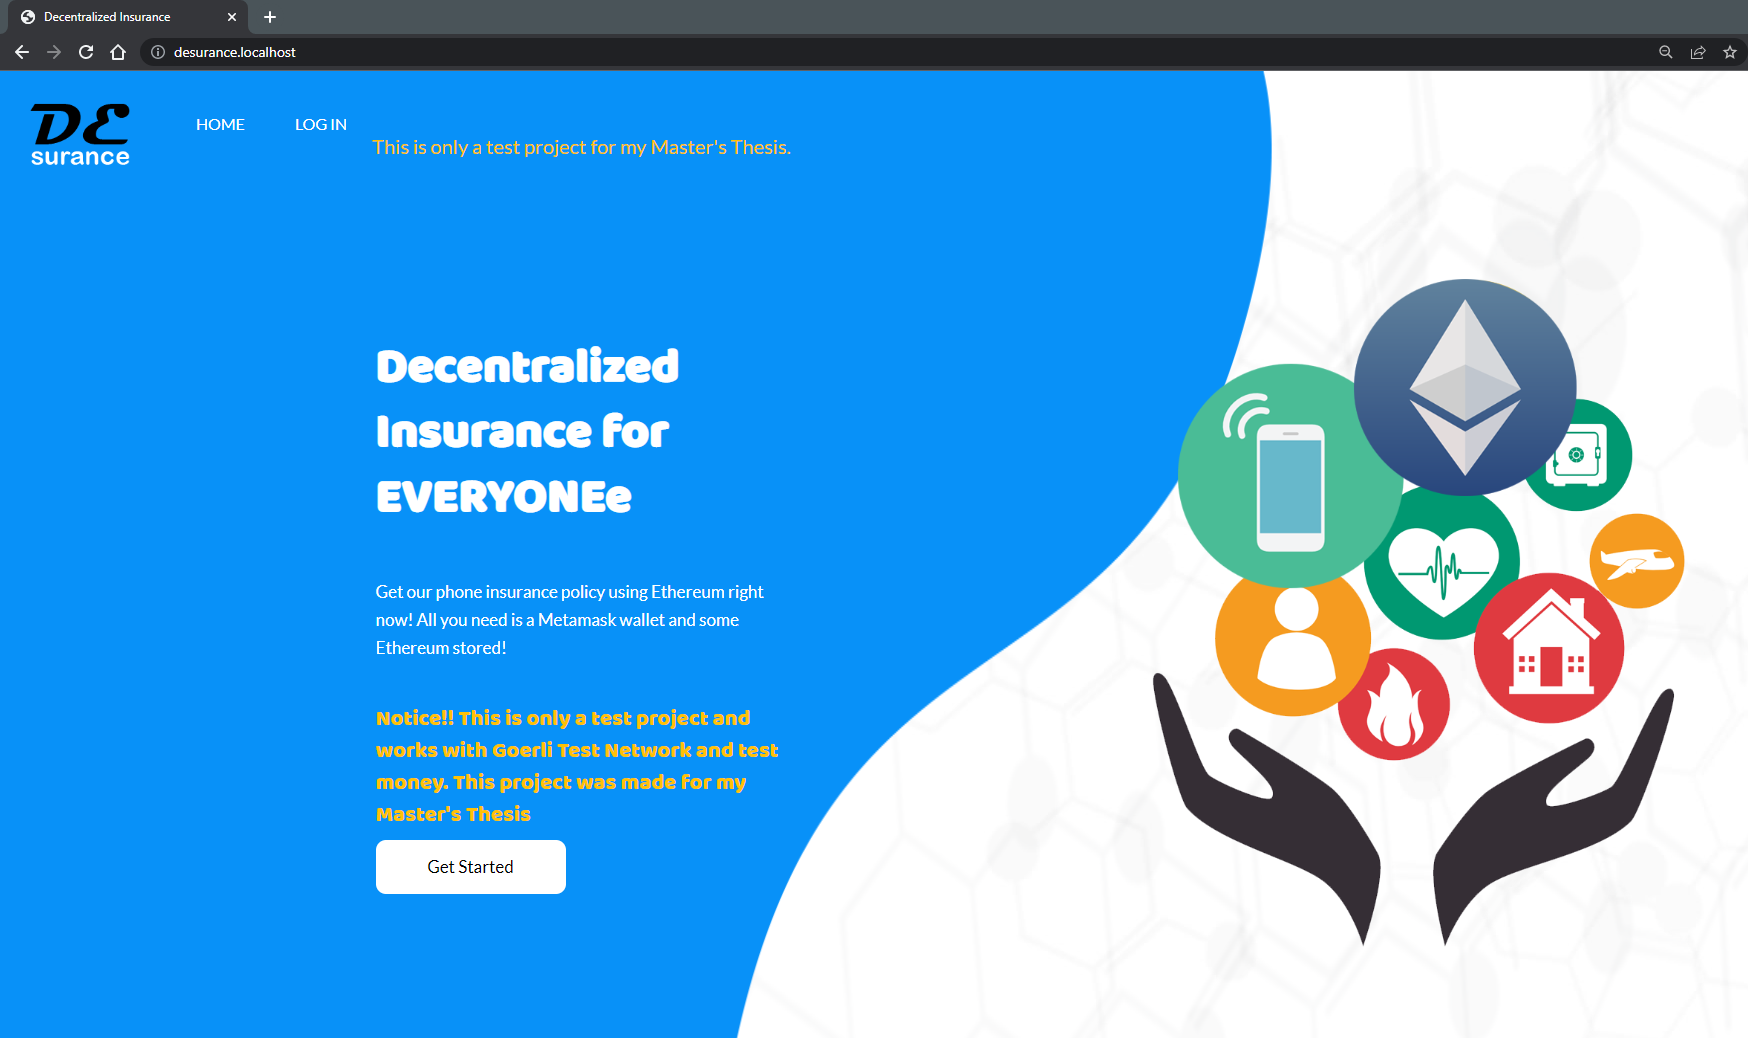 Decentralized Insurance
desurance.localhost
DE
surance
HOME
LOG IN
This is only a test project for my Master's Thesis.
Decentralized
Insurance for
EVERYONEe
Get our phone insurance policy using Ethereum right
now! All you need is a Metamask wallet and some
Ethereum stored!
Notice!! This is only a test project and
works with Goerli Test Network and test
money. This project was made for my
Master's Thesis
Get Started